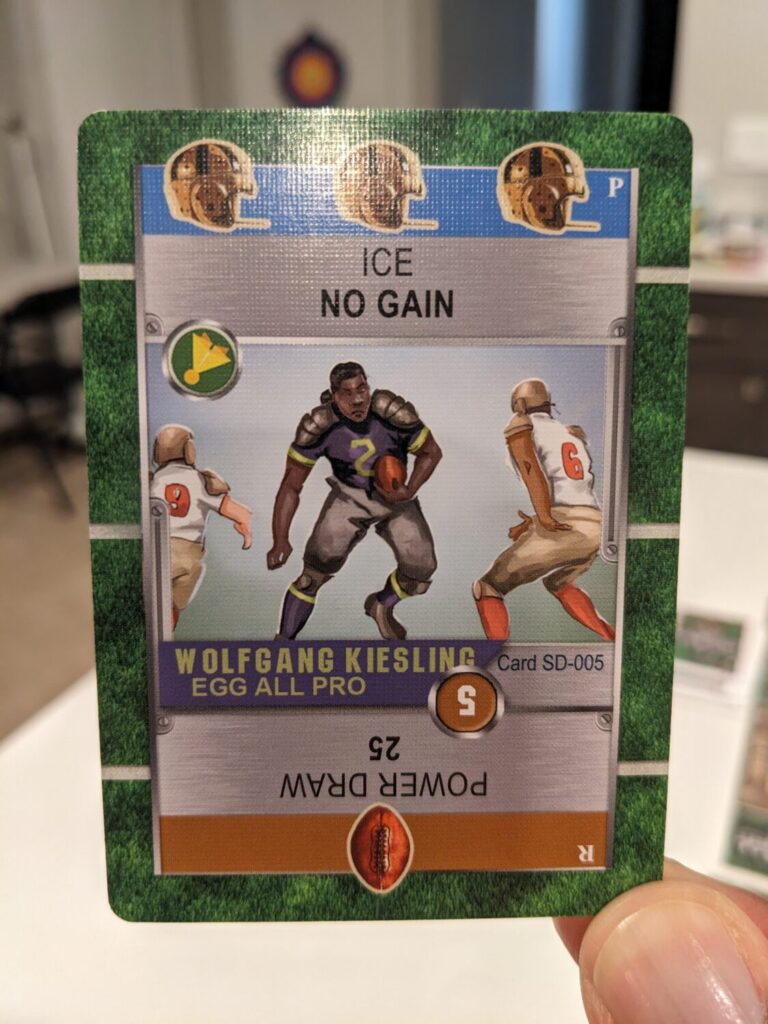 P
ICE
NO GAIN
2
9
6
WOLFGANG KIESLING
EGG ALL PRO
Card SD-005
5
25
POWER DRAW
R